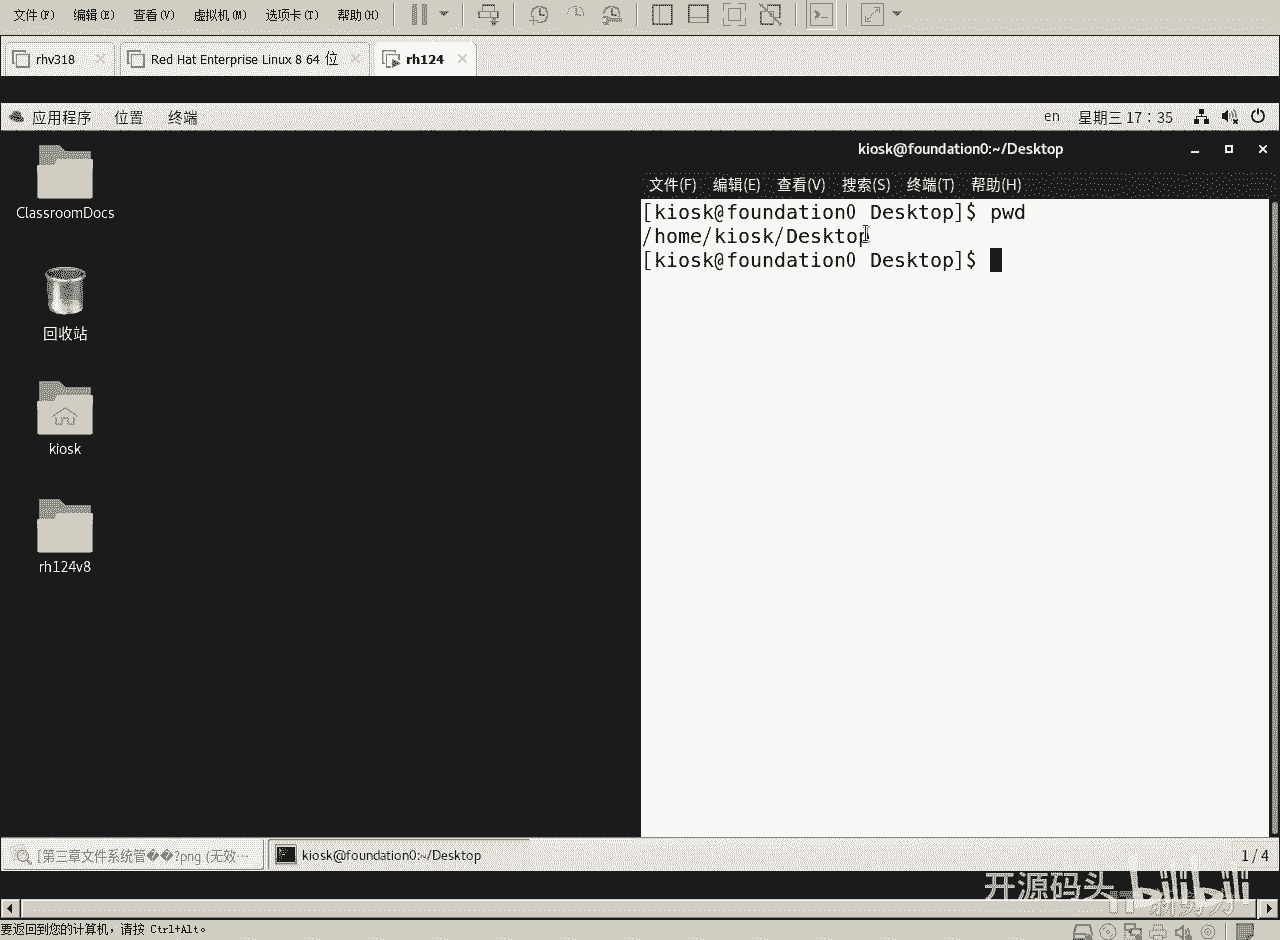 文件(F) 编辑(E) 查看(V) 虚拟机(M) 选项卡(T) 帮助(H)
rhv318 Red Hat Enterprise Linux 8 64 位 rh124
应用程序 位置 终端 en 星期三 17：35
kiosk@foundation0:~/Desktop
文件(F) 编辑(E) 查看(V) 搜索(S) 终端(T) 帮助(H)
[kiosk@foundation0 Desktop]$ pwd
/home/kiosk/Desktop
[kiosk@foundation0 Desktop]$
ClassroomDocs
回收站
kiosk
rh124v8
[第三章文件系统管��?png (无效… kiosk@foundation0:~/Desktop 1 / 4
开源码头 bilibili
要返回到您的计算机，请按 Ctrl+Alt。